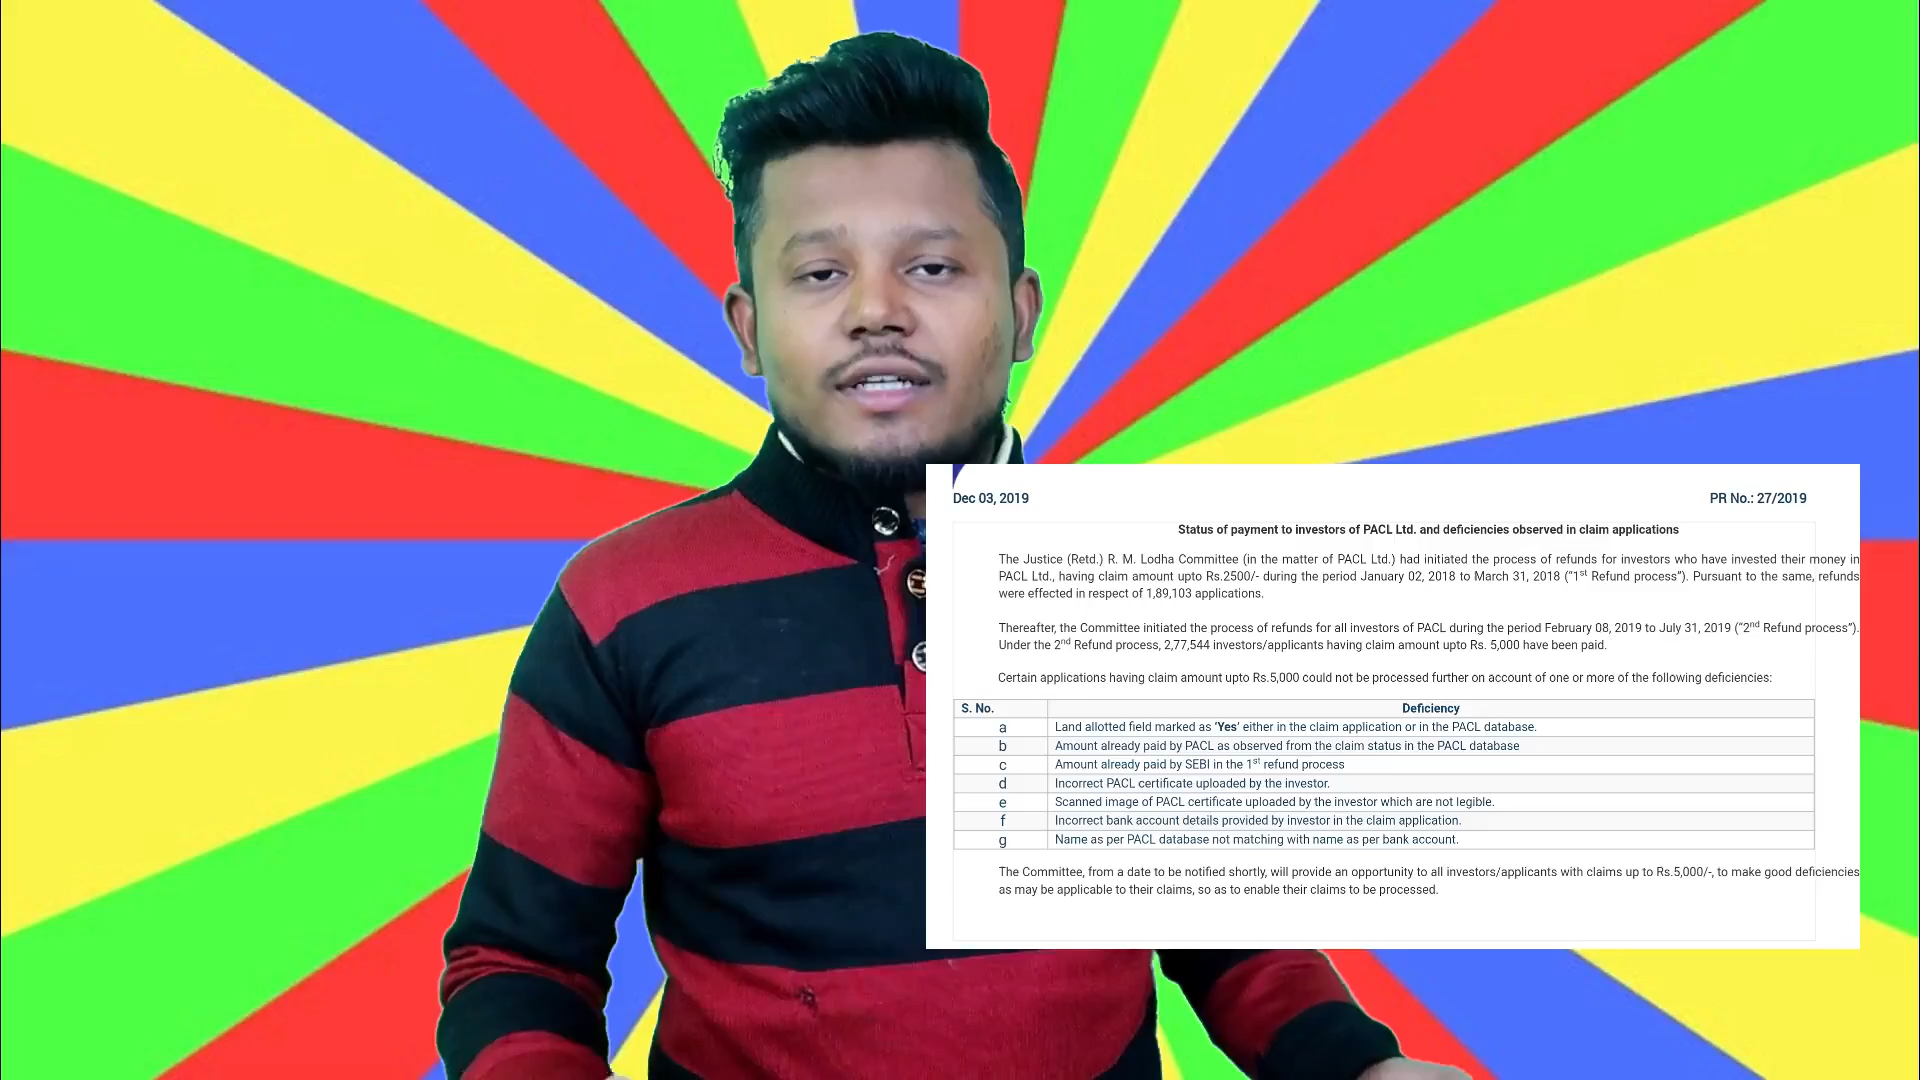 Dec 03, 2019 PR No.: 27/2019
Status of payment to investors of PACL Ltd. and deficiencies observed in claim applications
The Justice (Retd.) R. M. Lodha Committee (in the matter of PACL Ltd.) had initiated the process of refunds for investors who have invested their money in
PACL Ltd., having claim amount upto Rs.2500/- during the period January 02, 2018 to March 31, 2018 (“1st Refund process”). Pursuant to the same, refunds
were effected in respect of 1,89,103 applications.
Thereafter, the Committee initiated the process of refunds for all investors of PACL during the period February 08, 2019 to July 31, 2019 (“2nd Refund process”).
Under the 2nd Refund process, 2,77,544 investors/applicants having claim amount upto Rs. 5,000 have been paid.
Certain applications having claim amount upto Rs.5,000 could not be processed further on account of one or more of the following deficiencies:
S. No. Deficiency
a Land allotted field marked as ‘Yes’ either in the claim application or in the PACL database.
b Amount already paid by PACL as observed from the claim status in the PACL database
c Amount already paid by SEBI in the 1st refund process
d Incorrect PACL certificate uploaded by the investor.
e Scanned image of PACL certificate uploaded by the investor which are not legible.
f Incorrect bank account details provided by investor in the claim application.
g Name as per PACL database not matching with name as per bank account.
The Committee, from a date to be notified shortly, will provide an opportunity to all investors/applicants with claims up to Rs.5,000/-, to make good deficiencies
as may be applicable to their claims, so as to enable their claims to be processed.